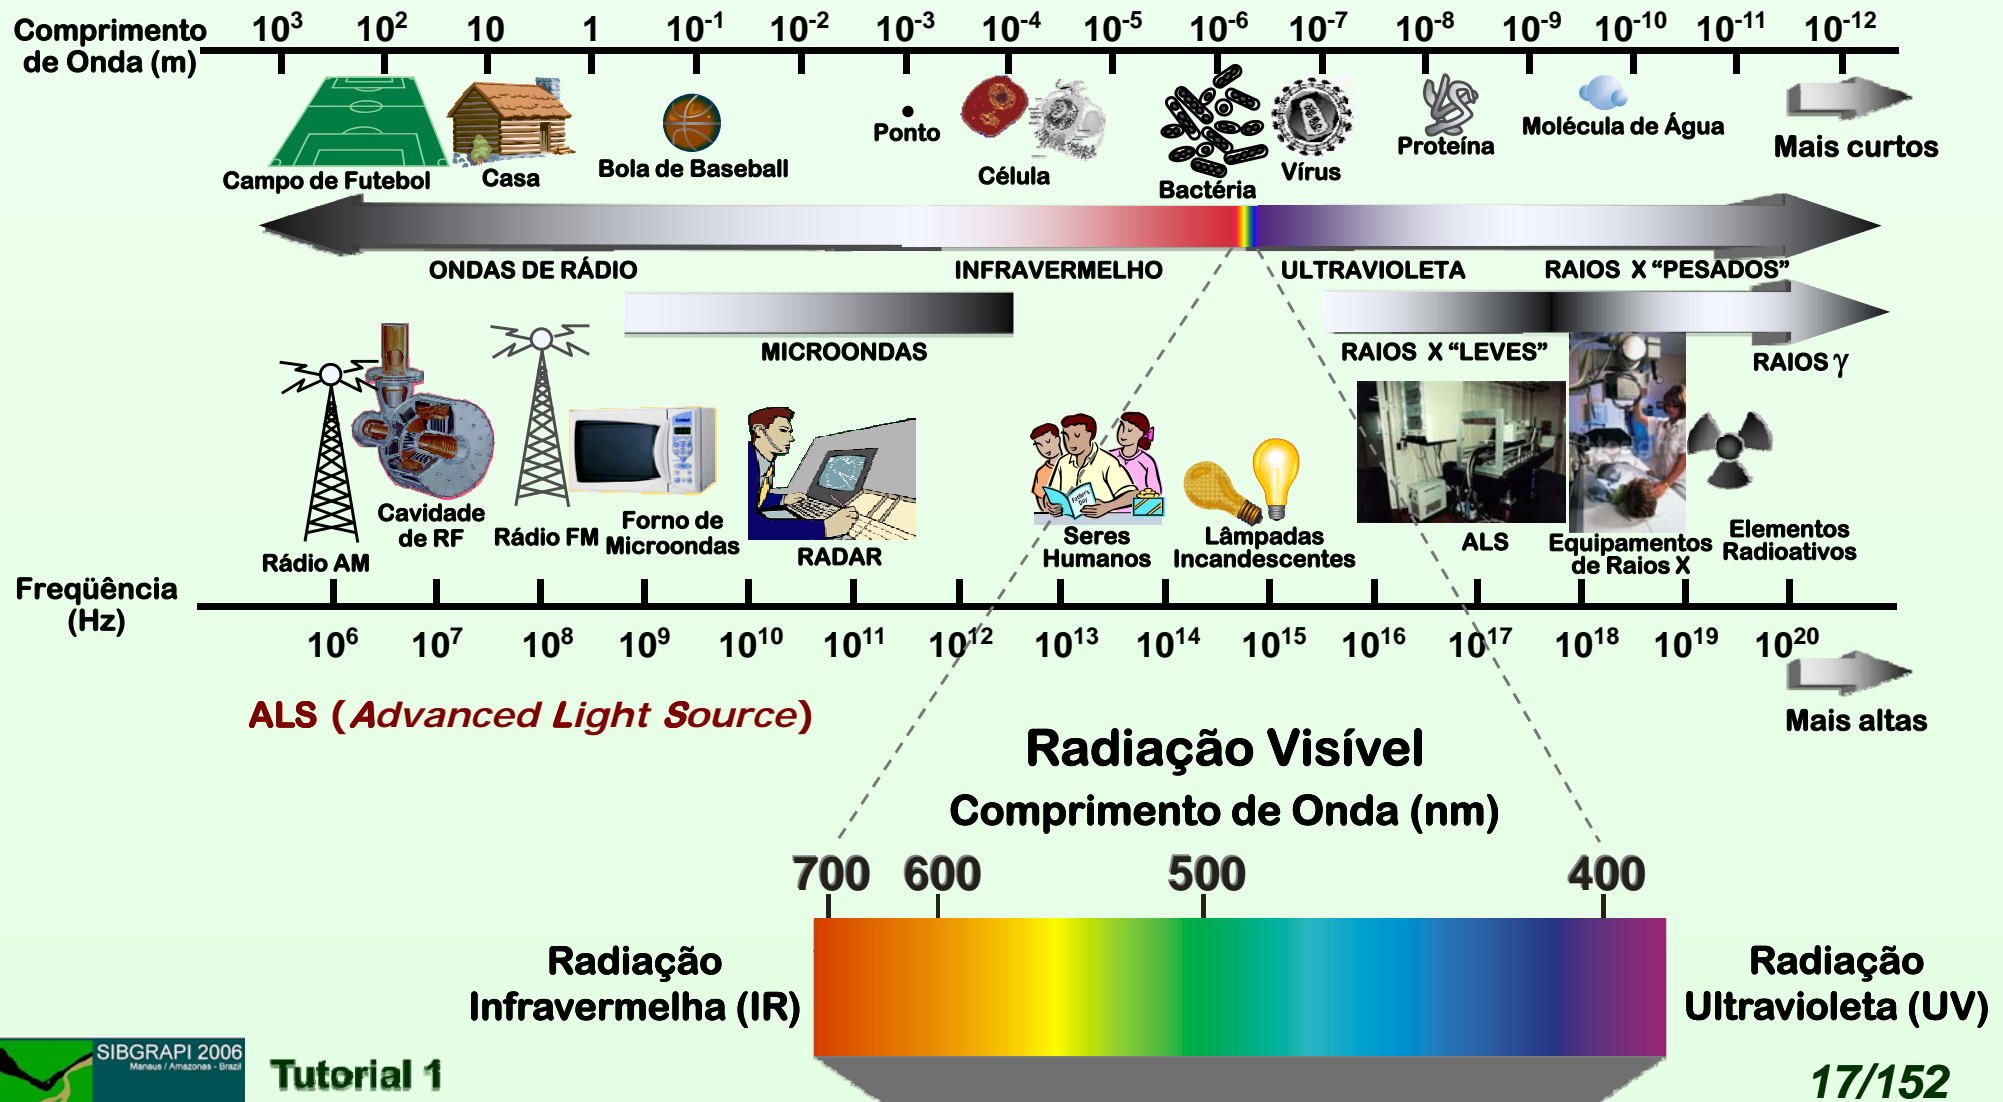 Comprimento
de Onda (m)
10³ 10² 10 1 10⁻¹ 10⁻² 10⁻³ 10⁻⁴ 10⁻⁵ 10⁻⁶ 10⁻⁷ 10⁻⁸ 10⁻⁹ 10⁻¹⁰ 10⁻¹¹ 10⁻¹²
Campo de Futebol
Casa
Bola de Baseball
Ponto
Célula
Bactéria
Vírus
Proteína
Molécula de Água
Mais curtos
ONDAS DE RÁDIO
INFRAVERMELHO
ULTRAVIOLETA
RAIOS X “PESADOS”
MICROONDAS
RAIOS X “LEVES”
RAIOS γ
Rádio AM
Cavidade
de RF
Rádio FM
Forno de
Microondas
RADAR
Father's
Day
Seres
Humanos
Lâmpadas
Incandescentes
ALS
Equipamentos
de Raios X
Elementos
Radioativos
Freqüência
(Hz)
10⁶ 10⁷ 10⁸ 10⁹ 10¹⁰ 10¹¹ 10¹² 10¹³ 10¹⁴ 10¹⁵ 10¹⁶ 10¹⁷ 10¹⁸ 10¹⁹ 10²⁰
Mais altas
ALS (Advanced Light Source)
Radiação Visível
Comprimento de Onda (nm)
700 600 500 400
Radiação
Infravermelha (IR)
Radiação
Ultravioleta (UV)
SIBGRAPI 2006
Manaus / Amazonas - Brazil
Tutorial 1
17/152